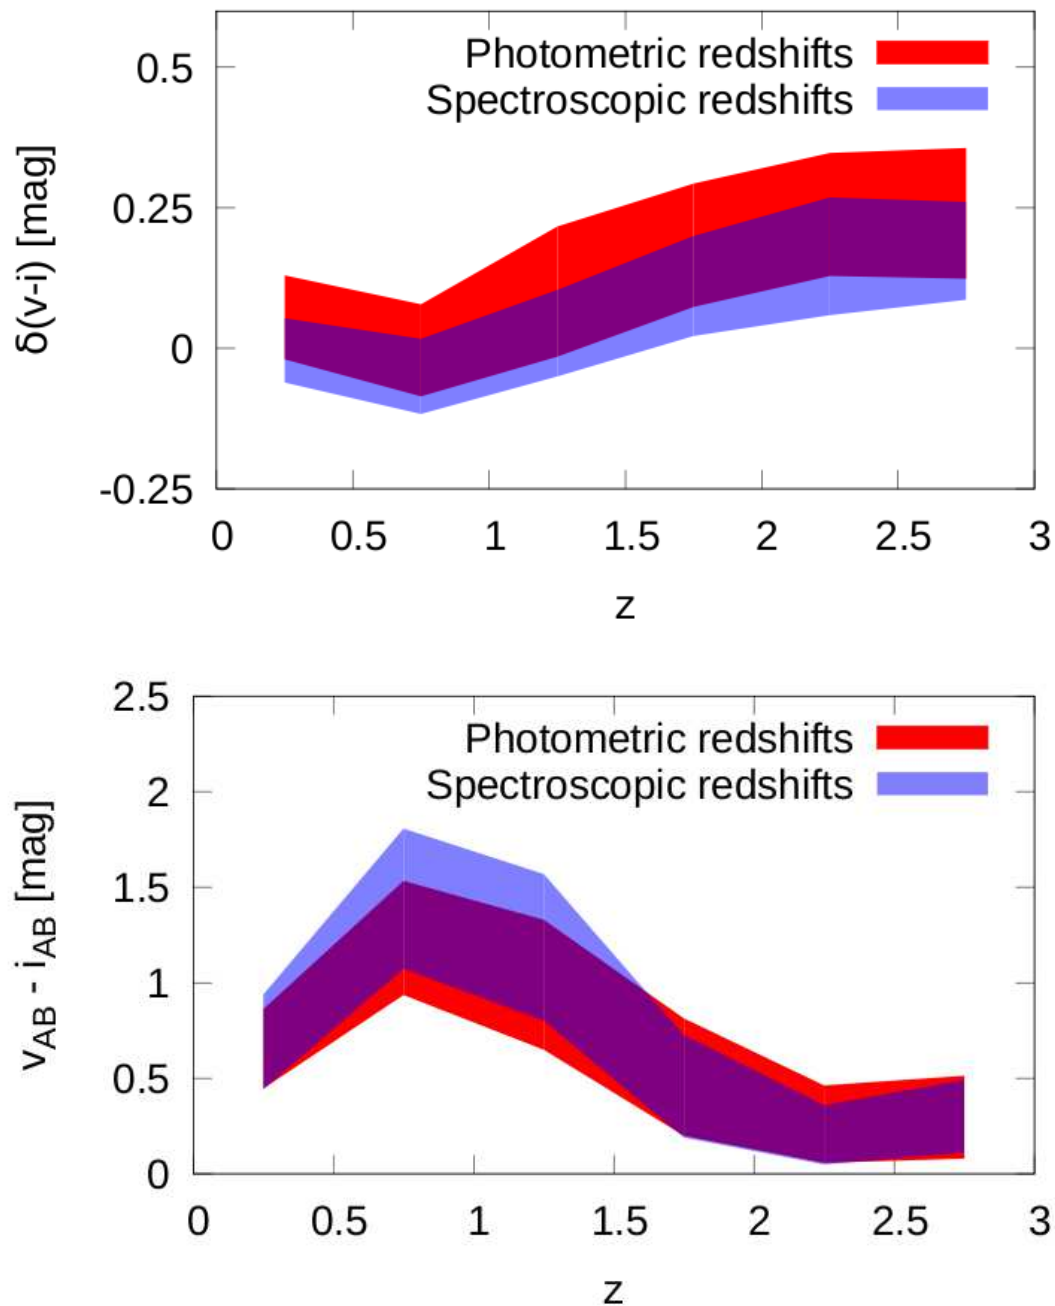 Photometric redshifts
Spectroscopic redshifts
0.5
0.25
0
-0.25
δ(v-i) [mag]
0 0.5 1 1.5 2 2.5 3
z
Photometric redshifts
Spectroscopic redshifts
2.5
2
1.5
1
0.5
0
v_AB - i_AB [mag]
0 0.5 1 1.5 2 2.5 3
z